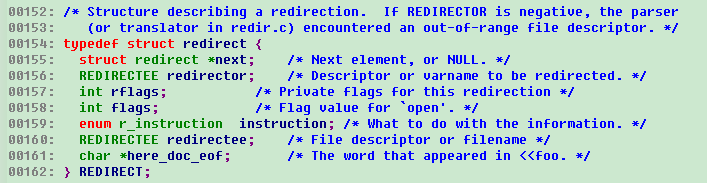 00152: /* Structure describing a redirection.  If REDIRECTOR is negative, the parser
00153:    (or translator in redir.c) encountered an out-of-range file descriptor. */
00154: typedef struct redirect {
00155:   struct redirect *next;    /* Next element, or NULL. */
00156:   REDIRECTEE redirector;    /* Descriptor or varname to be redirected. */
00157:   int rflags;            /* Private flags for this redirection */
00158:   int flags;             /* Flag value for `open'. */
00159:   enum r_instruction  instruction; /* What to do with the information. */
00160:   REDIRECTEE redirectee;    /* File descriptor or filename */
00161:   char *here_doc_eof;       /* The word that appeared in <<foo. */
00162: } REDIRECT;